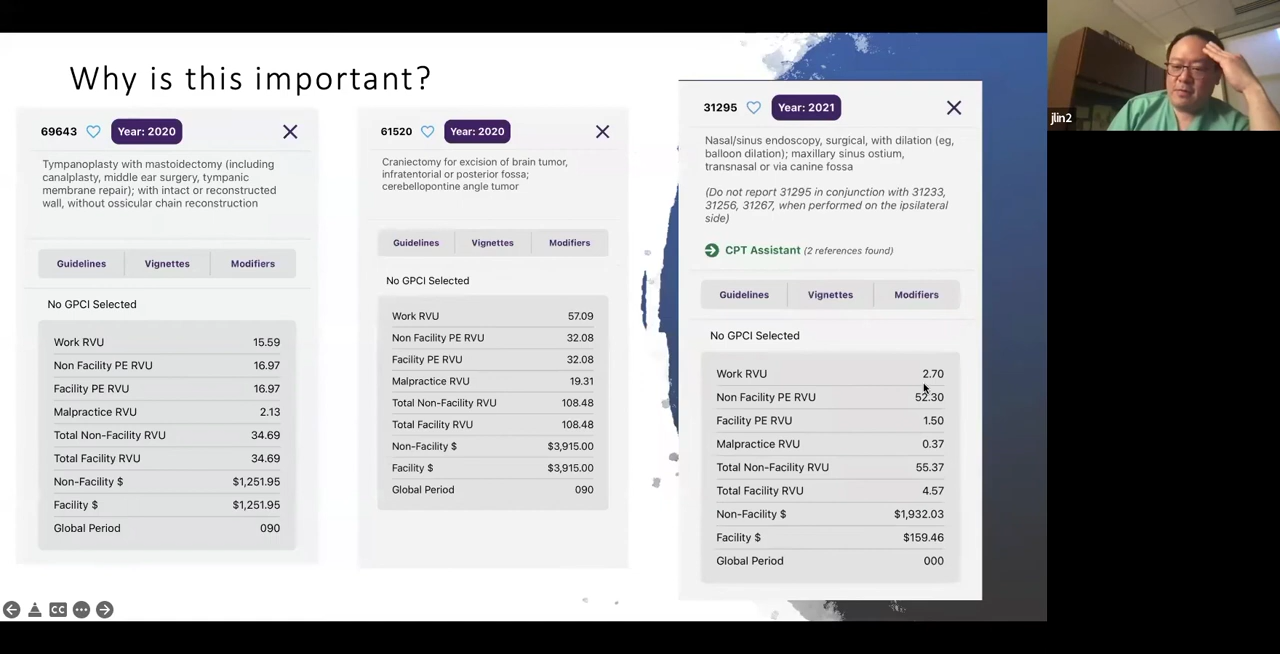 Why is this important?
69643 Year: 2020
Tympanoplasty with mastoidectomy (including
canalplasty, middle ear surgery, tympanic
membrane repair); with intact or reconstructed
wall, without ossicular chain reconstruction
Guidelines Vignettes Modifiers
No GPCI Selected
Work RVU 15.59
Non Facility PE RVU 16.97
Facility PE RVU 16.97
Malpractice RVU 2.13
Total Non-Facility RVU 34.69
Total Facility RVU 34.69
Non-Facility $ $1,251.95
Facility $ $1,251.95
Global Period 090
61520 Year: 2020
Craniectomy for excision of brain tumor,
infratentorial or posterior fossa;
cerebellopontine angle tumor
Guidelines Vignettes Modifiers
No GPCI Selected
Work RVU 57.09
Non Facility PE RVU 32.08
Facility PE RVU 32.08
Malpractice RVU 19.31
Total Non-Facility RVU 108.48
Total Facility RVU 108.48
Non-Facility $ $3,915.00
Facility $ $3,915.00
Global Period 090
31295 Year: 2021
Nasal/sinus endoscopy, surgical, with dilation (eg,
balloon dilation); maxillary sinus ostium,
transnasal or via canine fossa
(Do not report 31295 in conjunction with 31233,
31256, 31267, when performed on the ipsilateral
side)
CPT Assistant (2 references found)
Guidelines Vignettes Modifiers
No GPCI Selected
Work RVU 2.70
Non Facility PE RVU 52.30
Facility PE RVU 1.50
Malpractice RVU 0.37
Total Non-Facility RVU 55.37
Total Facility RVU 4.57
Non-Facility $ $1,932.03
Facility $ $159.46
Global Period 000
jlin2
CC